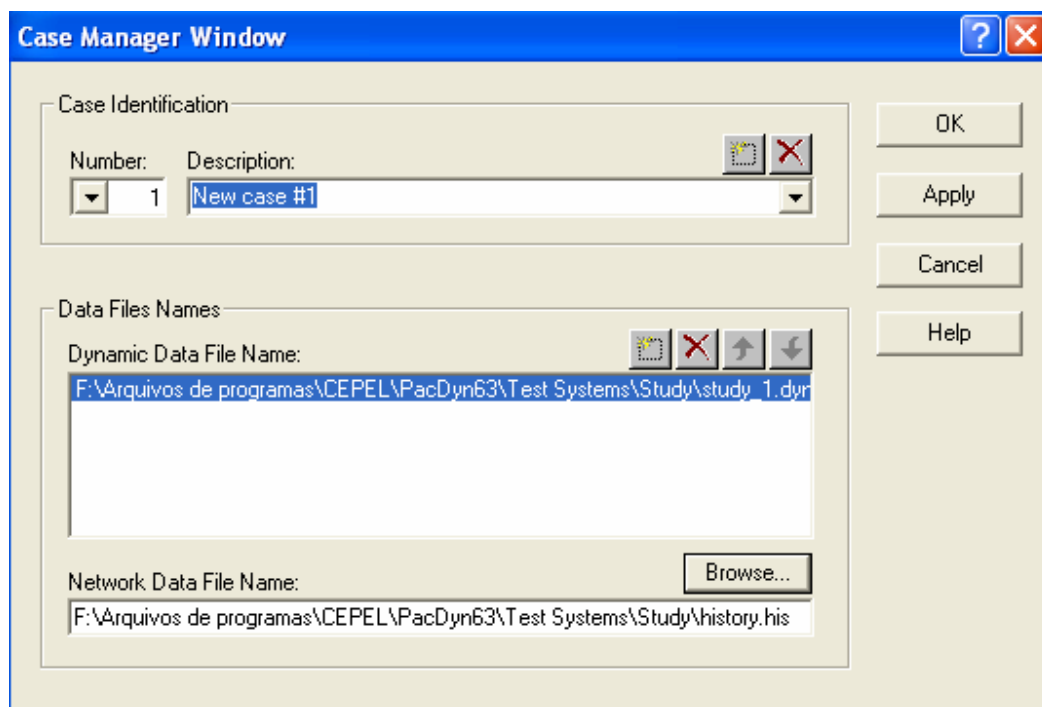 Case Manager Window
Case Identification
Number:
Description:
1
New case #1
OK
Apply
Cancel
Help
Data Files Names
Dynamic Data File Name:
F:\Arquivos de programas\CEPEL\PacDyn63\Test Systems\Study\study_1.dyn
Network Data File Name:
Browse...
F:\Arquivos de programas\CEPEL\PacDyn63\Test Systems\Study\history.his